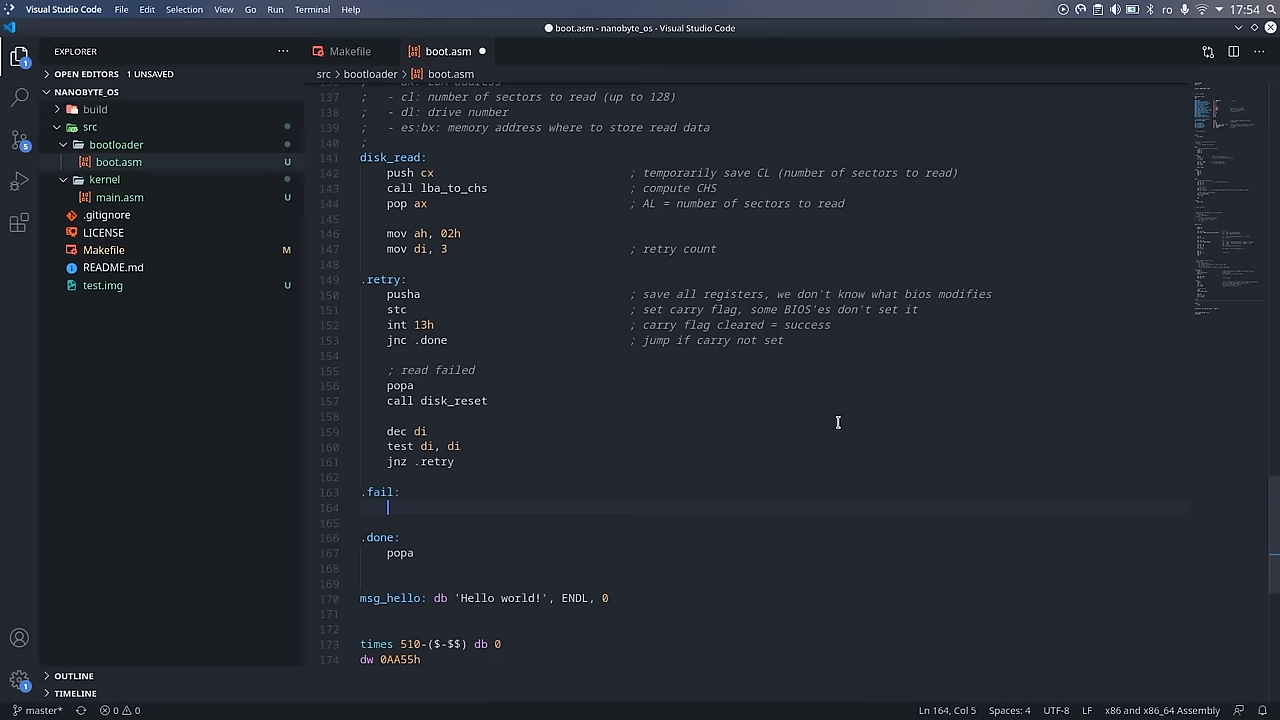 Visual Studio Code File Edit Selection View Go Run Terminal Help ro 17:54
boot.asm - nanobyte_os - Visual Studio Code
EXPLORER
OPEN EDITORS 1 UNSAVED
NANOBYTE_OS
build
src
bootloader
boot.asm U
kernel
main.asm U
.gitignore
LICENSE
Makefile M
README.md
test.img U
OUTLINE
TIMELINE
1
5
1
Makefile boot.asm
src > bootloader > boot.asm
137 ; - cl: number of sectors to read (up to 128)
138 ; - dl: drive number
139 ; - es:bx: memory address where to store read data
140 ;
141 disk_read:
142 push cx ; temporarily save CL (number of sectors to read)
143 call lba_to_chs ; compute CHS
144 pop ax ; AL = number of sectors to read
145
146 mov ah, 02h
147 mov di, 3 ; retry count
148
149 .retry:
150 pusha ; save all registers, we don't know what bios modifies
151 stc ; set carry flag, some BIOS'es don't set it
152 int 13h ; carry flag cleared = success
153 jnc .done ; jump if carry not set
154
155 ; read failed
156 popa
157 call disk_reset
158
159 dec di
160 test di, di
161 jnz .retry
162
163 .fail:
164
165
166 .done:
167 popa
168
169
170 msg_hello: db 'Hello world!', ENDL, 0
171
172
173 times 510-($-$$) db 0
174 dw 0AA55h
master* 0 0 Ln 164, Col 5 Spaces: 4 UTF-8 LF x86 and x86_64 Assembly